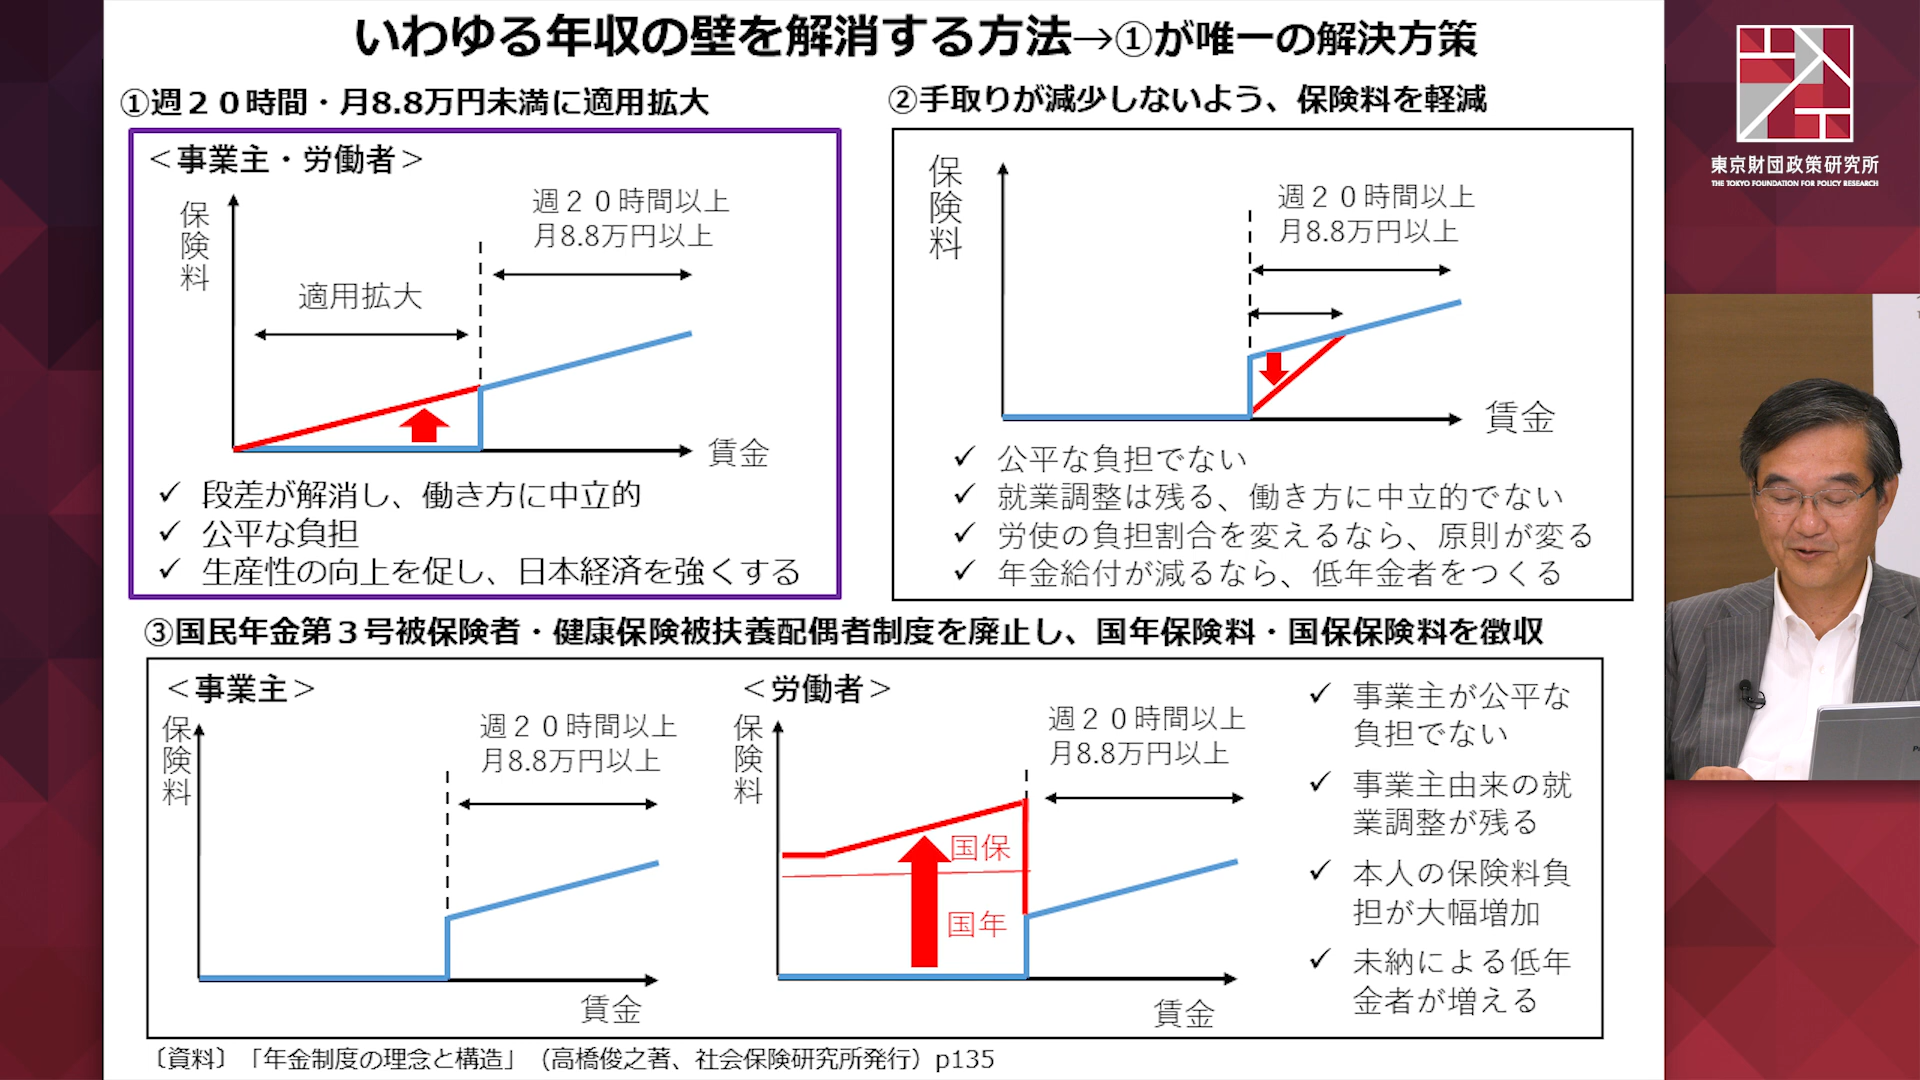 いわゆる年収の壁を解消する方法→①が唯一の解決方策
①週２０時間・月8.8万円未満に適用拡大
＜事業主・労働者＞
保険料
週２０時間以上
月8.8万円以上
適用拡大
賃金
✓ 段差が解消し、働き方に中立的
✓ 公平な負担
✓ 生産性の向上を促し、日本経済を強くする
②手取りが減少しないよう、保険料を軽減
保険料
週２０時間以上
月8.8万円以上
賃金
✓ 公平な負担でない
✓ 就業調整は残る、働き方に中立的でない
✓ 労使の負担割合を変えるなら、原則が変る
✓ 年金給付が減るなら、低年金者をつくる
③国民年金第３号被保険者・健康保険被扶養配偶者制度を廃止し、国年保険料・国保保険料を徴収
＜事業主＞
保険料
週２０時間以上
月8.8万円以上
賃金
＜労働者＞
保険料
週２０時間以上
月8.8万円以上
国保
国年
賃金
✓ 事業主が公平な
負担でない
✓ 事業主由来の就
業調整が残る
✓ 本人の保険料負
担が大幅増加
✓ 未納による低年
金者が増える
〔資料〕「年金制度の理念と構造」（高橋俊之著、社会保険研究所発行）p135
東京財団政策研究所
THE TOKYO FOUNDATION FOR POLICY RESEARCH